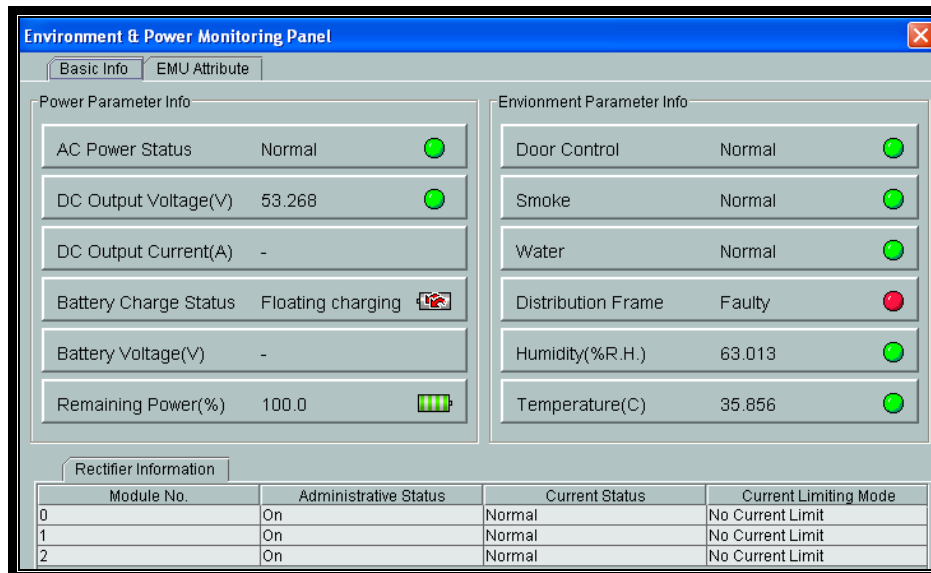 Environment & Power Monitoring Panel
Basic Info EMU Attribute
Power Parameter Info
AC Power Status Normal
DC Output Voltage(V) 53.268
DC Output Current(A) -
Battery Charge Status Floating charging
Battery Voltage(V) -
Remaining Power(%) 100.0
Envionment Parameter Info
Door Control Normal
Smoke Normal
Water Normal
Distribution Frame Faulty
Humidity(%R.H.) 63.013
Temperature(C) 35.856
Rectifier Information
Module No. Administrative Status Current Status Current Limiting Mode
0 On Normal No Current Limit
1 On Normal No Current Limit
2 On Normal No Current Limit